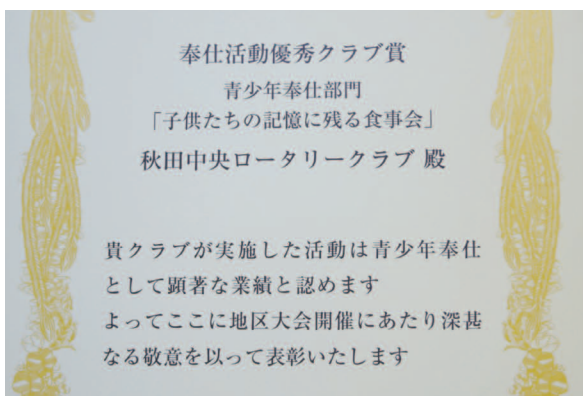 奉仕活動優秀クラブ賞
青少年奉仕部門
「子供たちの記憶に残る食事会」
秋田中央ロータリークラブ 殿
貴クラブが実施した活動は青少年奉仕
として顕著な業績と認めます
よってここに地区大会開催にあたり深甚
なる敬意を以って表彰いたします